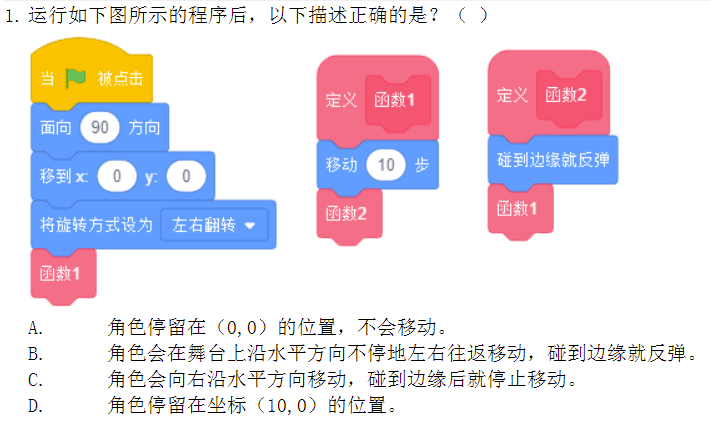 1. 运行如下图所示的程序后，以下描述正确的是？（ ）
当 被点击
面向 90 方向
移到 x: 0 y: 0
将旋转方式设为 左右翻转
函数1
定义 函数1
移动 10 步
函数2
定义 函数2
碰到边缘就反弹
函数1
A. 角色停留在（0,0）的位置，不会移动。
B. 角色会在舞台上沿水平方向不停地左右往返移动，碰到边缘就反弹。
C. 角色会向右沿水平方向移动，碰到边缘后就停止移动。
D. 角色停留在坐标（10,0）的位置。